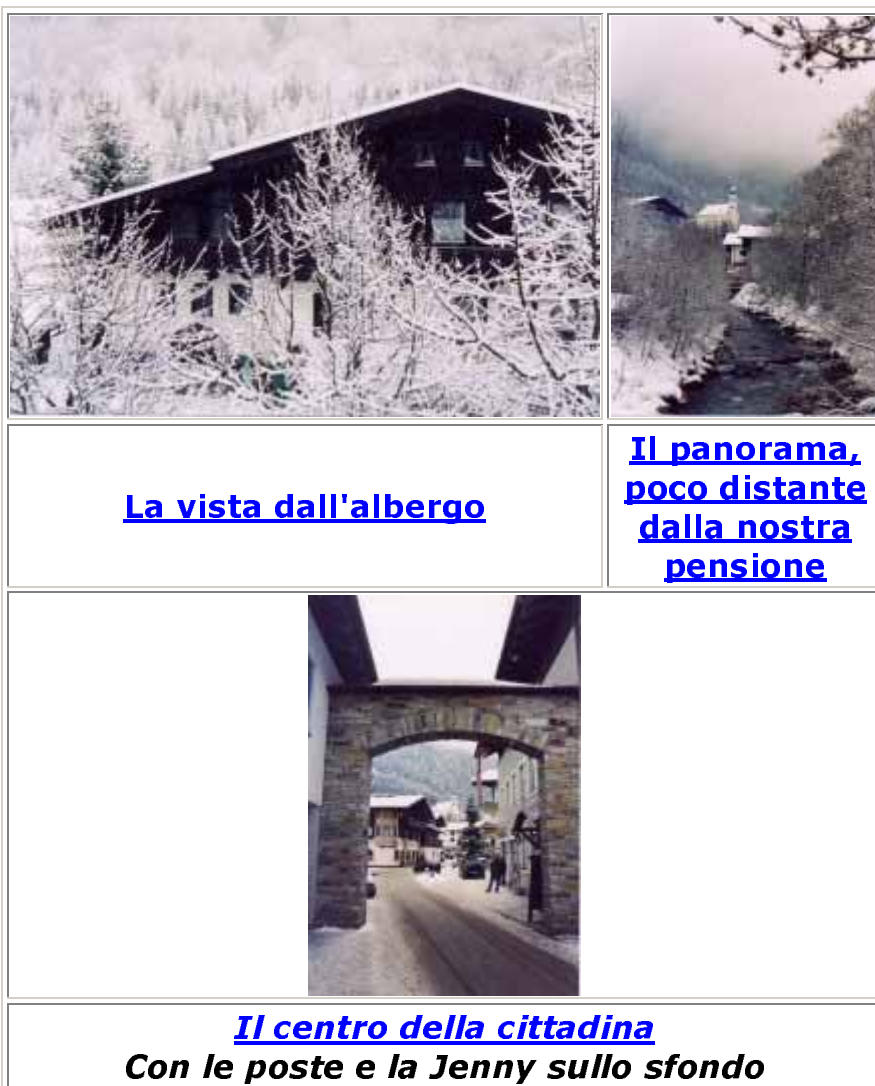 La vista dall'albergo
Il panorama,
poco distante
dalla nostra
pensione
Il centro della cittadina
Con le poste e la Jenny sullo sfondo